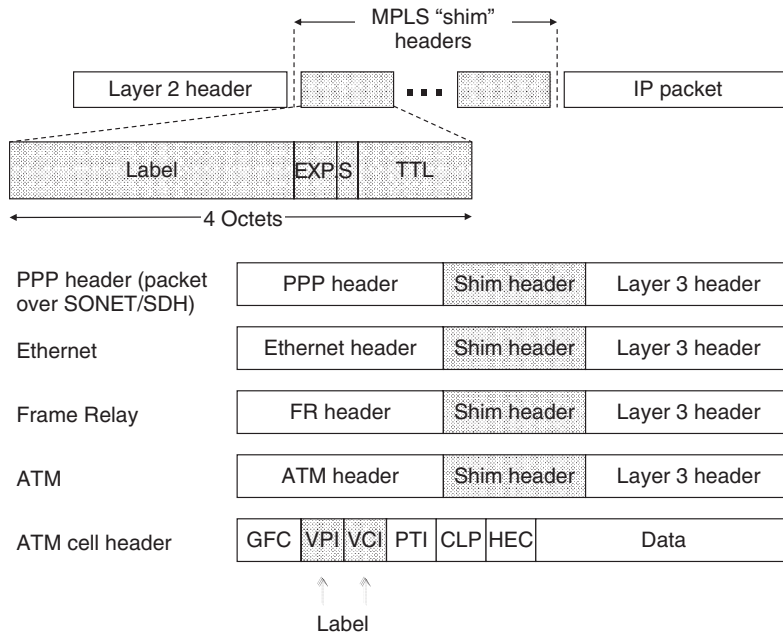 MPLS “shim”
headers
Layer 2 header
IP packet
Label EXP S TTL
4 Octets
PPP header (packet
over SONET/SDH)
PPP header Shim header Layer 3 header
Ethernet Ethernet header Shim header Layer 3 header
Frame Relay FR header Shim header Layer 3 header
ATM ATM header Shim header Layer 3 header
ATM cell header GFC VPI VCI PTI CLP HEC Data
Label